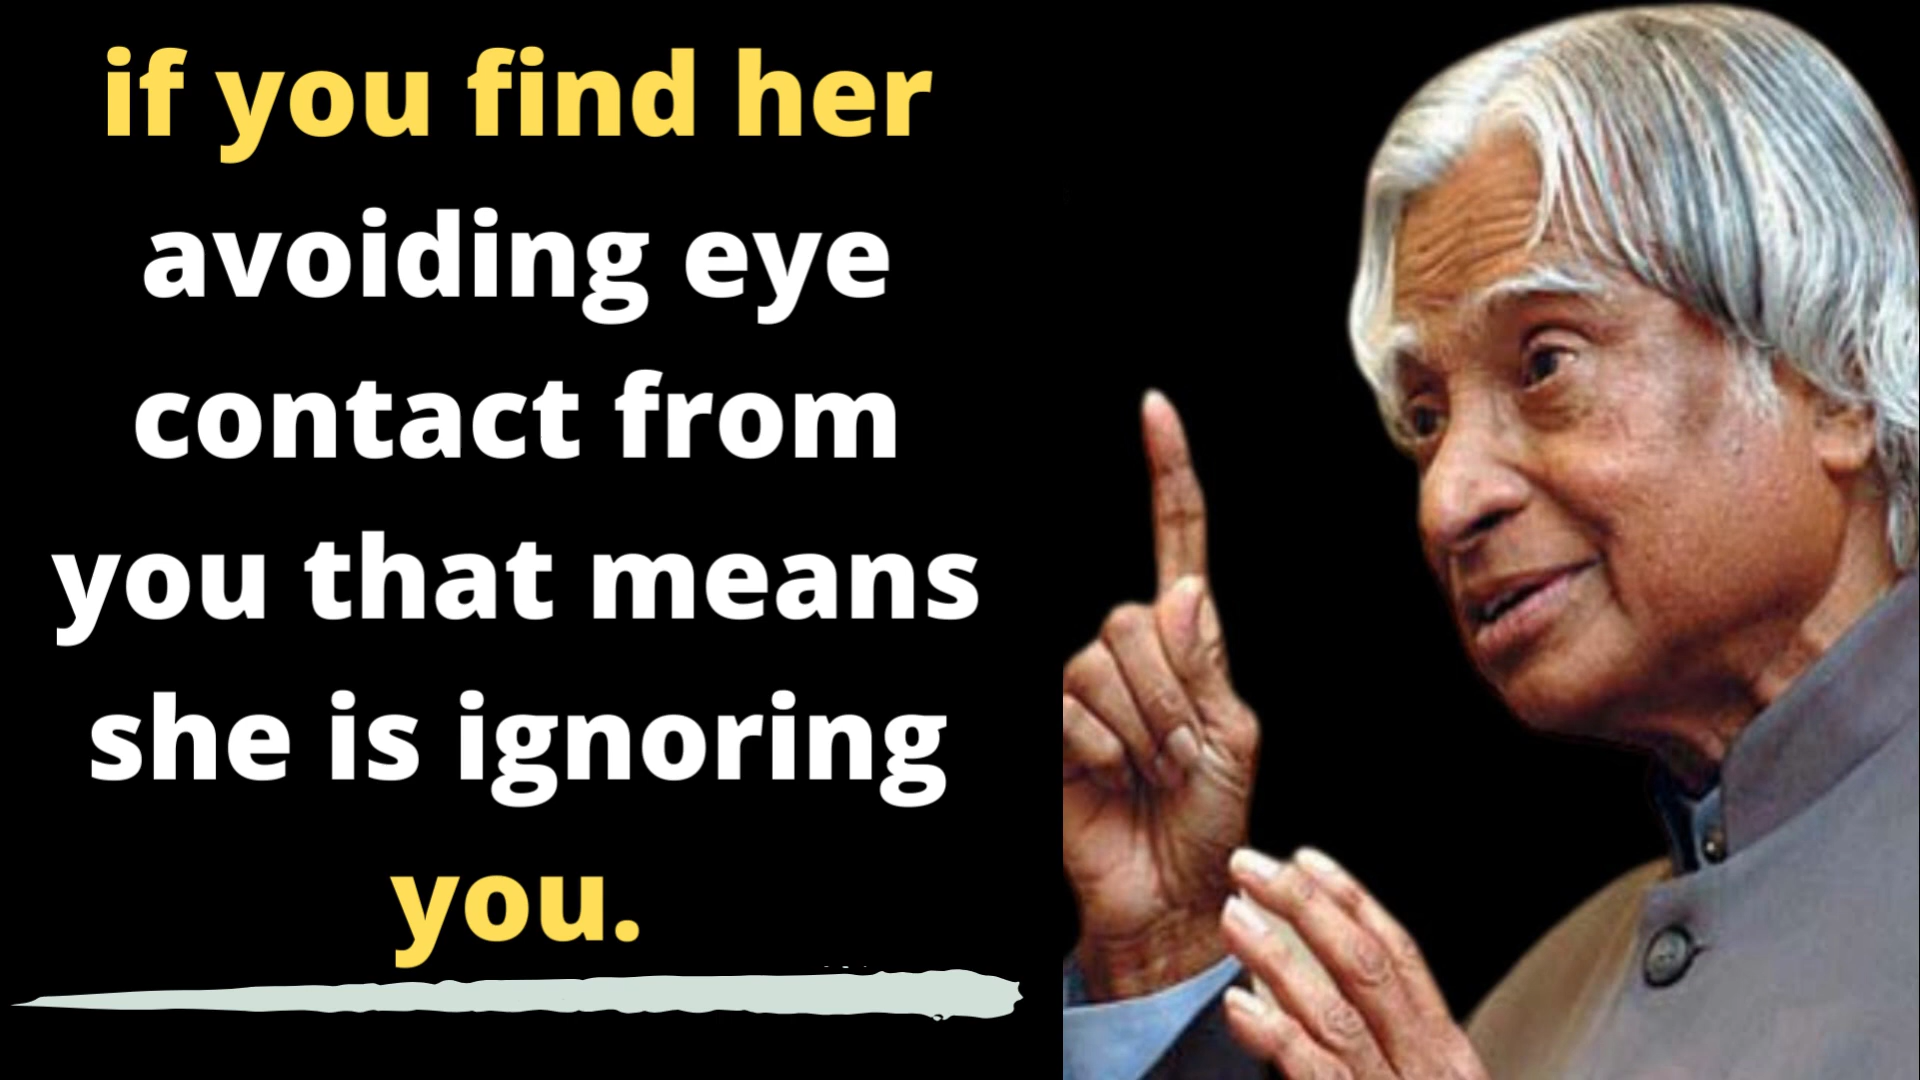 if you find her
avoiding eye
contact from
you that means
she is ignoring
you.